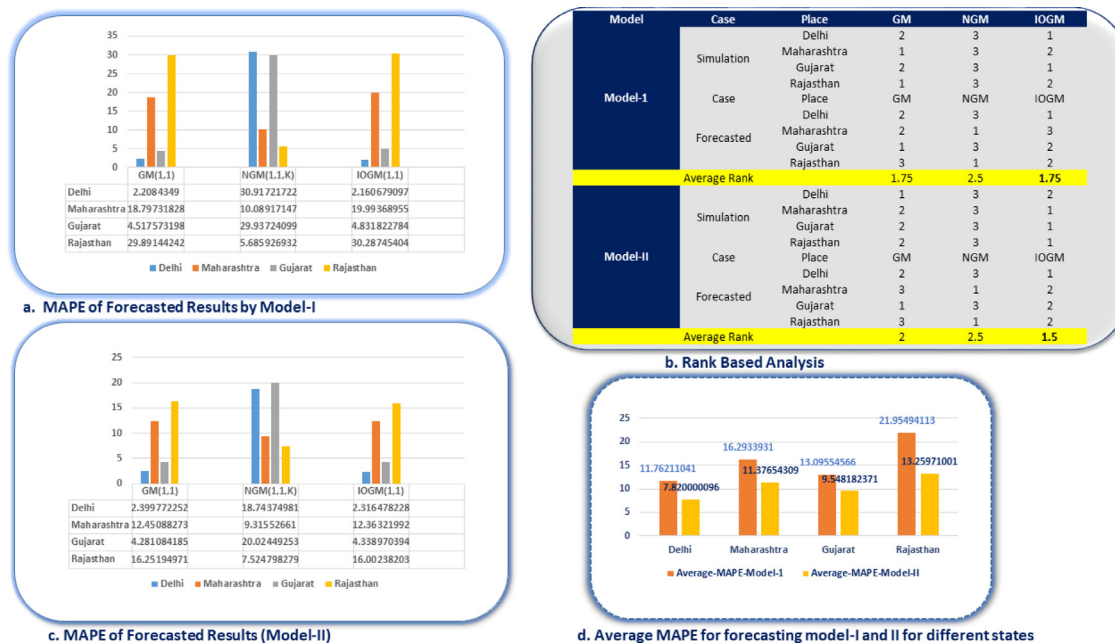 35
30
25
20
15
10
5
0
GM(1,1) NGM(1,1,K) IOGM(1,1)
Delhi 2.2084349 30.91721722 2.160679097
Maharashtra 18.79731828 10.08917147 19.99368955
Gujarat 4.517573198 29.93724099 4.831822784
Rajasthan 29.89144242 5.685926932 30.28745404
Delhi Maharashtra Gujarat Rajasthan
a. MAPE of Forecasted Results by Model-I
Model Case Place GM NGM IOGM
Delhi 2 3 1
Maharashtra 1 3 2
Simulation
Gujarat 2 3 1
Rajasthan 1 3 2
Model-1 Case Place GM NGM IOGM
Delhi 2 3 1
Maharashtra 2 1 3
Forecasted
Gujarat 1 3 2
Rajasthan 3 1 2
Average Rank 1.75 2.5 1.75
Delhi 1 3 2
Maharashtra 2 3 1
Simulation
Gujarat 2 3 1
Rajasthan 2 3 1
Model-II Case Place GM NGM IOGM
Delhi 2 3 1
Maharashtra 3 1 2
Forecasted
Gujarat 1 3 2
Rajasthan 3 1 2
Average Rank 2 2.5 1.5
b. Rank Based Analysis
25
20
15
10
5
0
GM(1,1) NGM(1,1,K) IOGM(1,1)
Delhi 2.399772252 18.74374981 2.316478228
Maharashtra 12.45088273 9.31552661 12.36321992
Gujarat 4.281084185 20.02449253 4.338970394
Rajasthan 16.25194971 7.524798279 16.00238203
Delhi Maharashtra Gujarat Rajasthan
c. MAPE of Forecasted Results (Model-II)
25
20
15
10
5
0
11.76211041 16.2933931 13.09554566 21.95494113
7.820000096 11.37654309 9.548182371 13.25971001
Delhi Maharashtra Gujarat Rajasthan
Average-MAPE-Model-1 Average-MAPE-Model-II
d. Average MAPE for forecasting model-I and II for different states